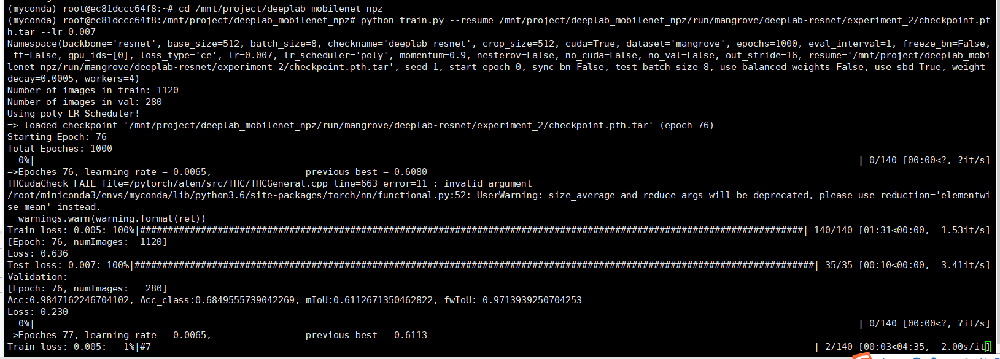 (myconda) root@ec81dccc64f8:~# cd /mnt/project/deeplab_mobilenet_npz
(myconda) root@ec81dccc64f8:/mnt/project/deeplab_mobilenet_npz# python train.py --resume /mnt/project/deeplab_mobilenet_npz/run/mangrove/deeplab-resnet/experiment_2/checkpoint.pt
h.tar --lr 0.007
Namespace(backbone='resnet', base_size=512, batch_size=8, checkname='deeplab-resnet', crop_size=512, cuda=True, dataset='mangrove', epochs=1000, eval_interval=1, freeze_bn=False,
 ft=False, gpu_ids=[0], loss_type='ce', lr=0.007, lr_scheduler='poly', momentum=0.9, nesterov=False, no_cuda=False, no_val=False, out_stride=16, resume='/mnt/project/deeplab_mobi
lenet_npz/run/mangrove/deeplab-resnet/experiment_2/checkpoint.pth.tar', seed=1, start_epoch=0, sync_bn=False, test_batch_size=8, use_balanced_weights=False, use_sbd=True, weight_
decay=0.0005, workers=4)
Number of images in train: 1120
Number of images in val: 280
Using poly LR Scheduler!
=> loaded checkpoint '/mnt/project/deeplab_mobilenet_npz/run/mangrove/deeplab-resnet/experiment_2/checkpoint.pth.tar' (epoch 76)
Starting Epoch: 76
Total Epoches: 1000
  0%| | 0/140 [00:00<?, ?it/s]
=>Epoches 76, learning rate = 0.0065,                 previous best = 0.6080
THCudaCheck FAIL file=/pytorch/aten/src/THC/THCGeneral.cpp line=663 error=11 : invalid argument
/root/miniconda3/envs/myconda/lib/python3.6/site-packages/torch/nn/functional.py:52: UserWarning: size_average and reduce args will be deprecated, please use reduction='elementwi
se_mean' instead.
  warnings.warn(warning.format(ret))
Train loss: 0.005: 100%|########################################################################################################################| 140/140 [01:31<00:00,  1.53it/s]
[Epoch: 76, numImages:  1120]
Loss: 0.636
Test loss: 0.007: 100%|###########################################################################################################################| 35/35 [00:10<00:00,  3.41it/s]
Validation:
[Epoch: 76, numImages:   280]
Acc:0.9847162246704102, Acc_class:0.6849555739042269, mIoU:0.6112671350462822, fwIoU: 0.9713939250704253
Loss: 0.230
  0%| | 0/140 [00:00<?, ?it/s]
=>Epoches 77, learning rate = 0.0065,                 previous best = 0.6113
Train loss: 0.005:   1%|#7 | 2/140 [00:03<04:35,  2.00s/it]